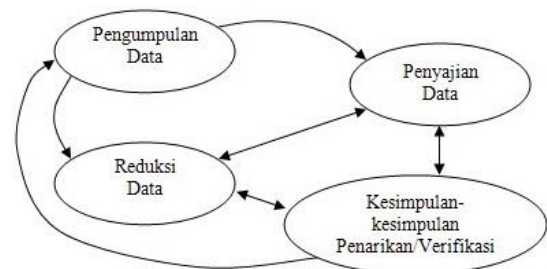 Pengumpulan
Data
Penyajian
Data
Reduksi
Data
Kesimpulan-
kesimpulan
Penarikan/Verifikasi